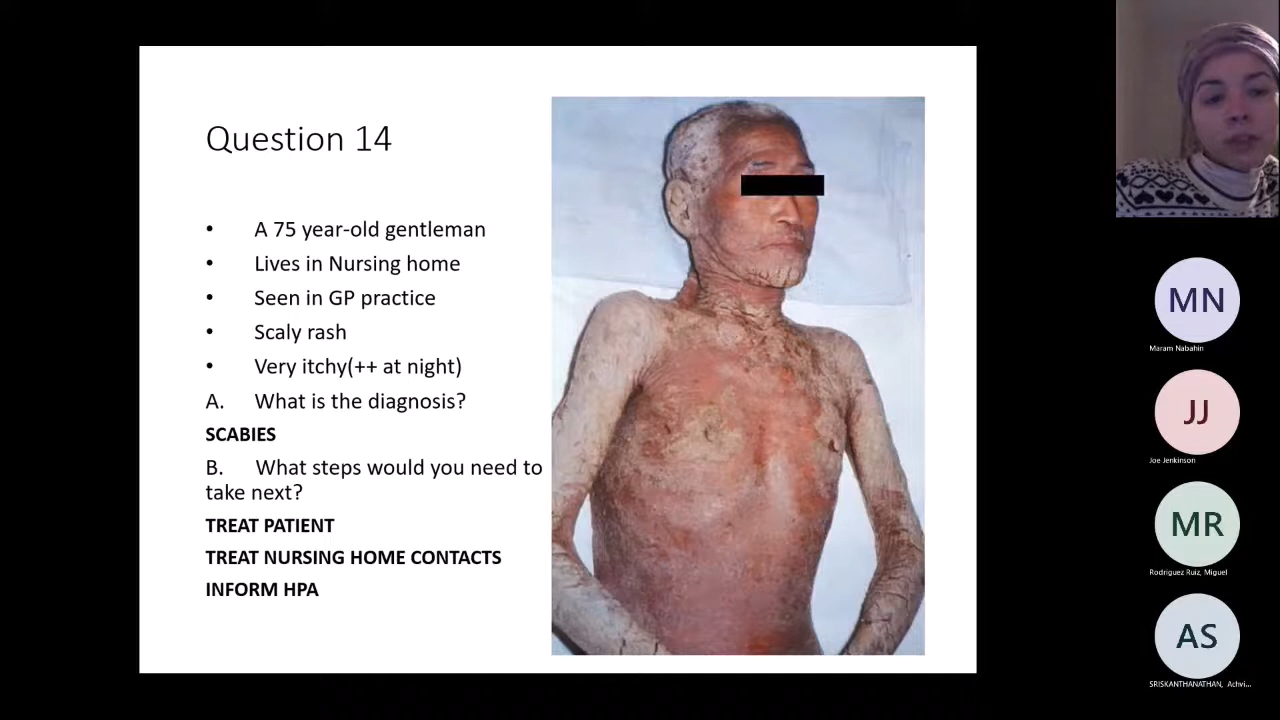 Question 14
• A 75 year-old gentleman
• Lives in Nursing home
• Seen in GP practice
• Scaly rash
• Very itchy(++ at night)
A. What is the diagnosis?
SCABIES
B. What steps would you need to
take next?
TREAT PATIENT
TREAT NURSING HOME CONTACTS
INFORM HPA
MN
Maram Nabahin
JJ
Joe Jenkinson
MR
Rodriguez Ruiz, Miguel
AS
SRISKANTHANATHAN, Achvi...